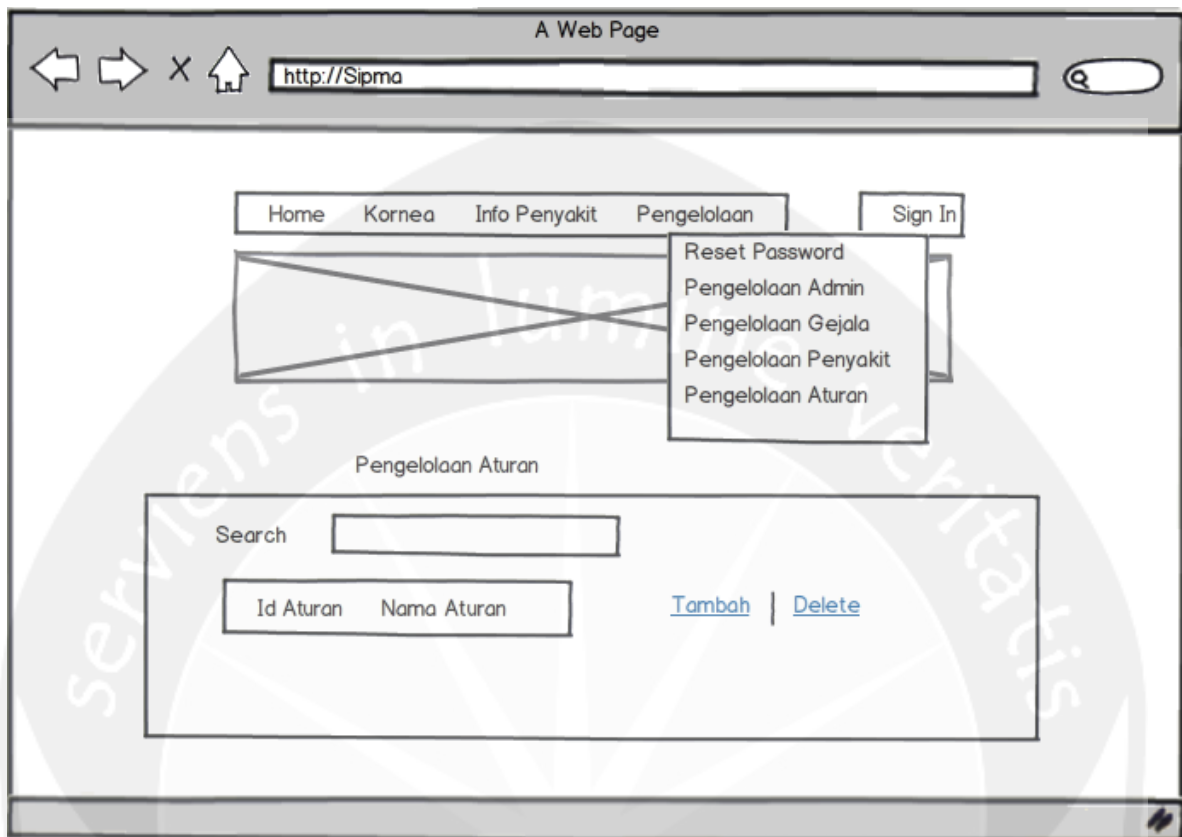 A Web Page
http://Sipma
Home Kornea Info Penyakit Pengelolaan Sign In
Reset Password
Pengelolaan Admin
Pengelolaan Gejala
Pengelolaan Penyakit
Pengelolaan Aturan
Pengelolaan Aturan
Search
Id Aturan Nama Aturan Tambah | Delete
serviens in lumine veritatis